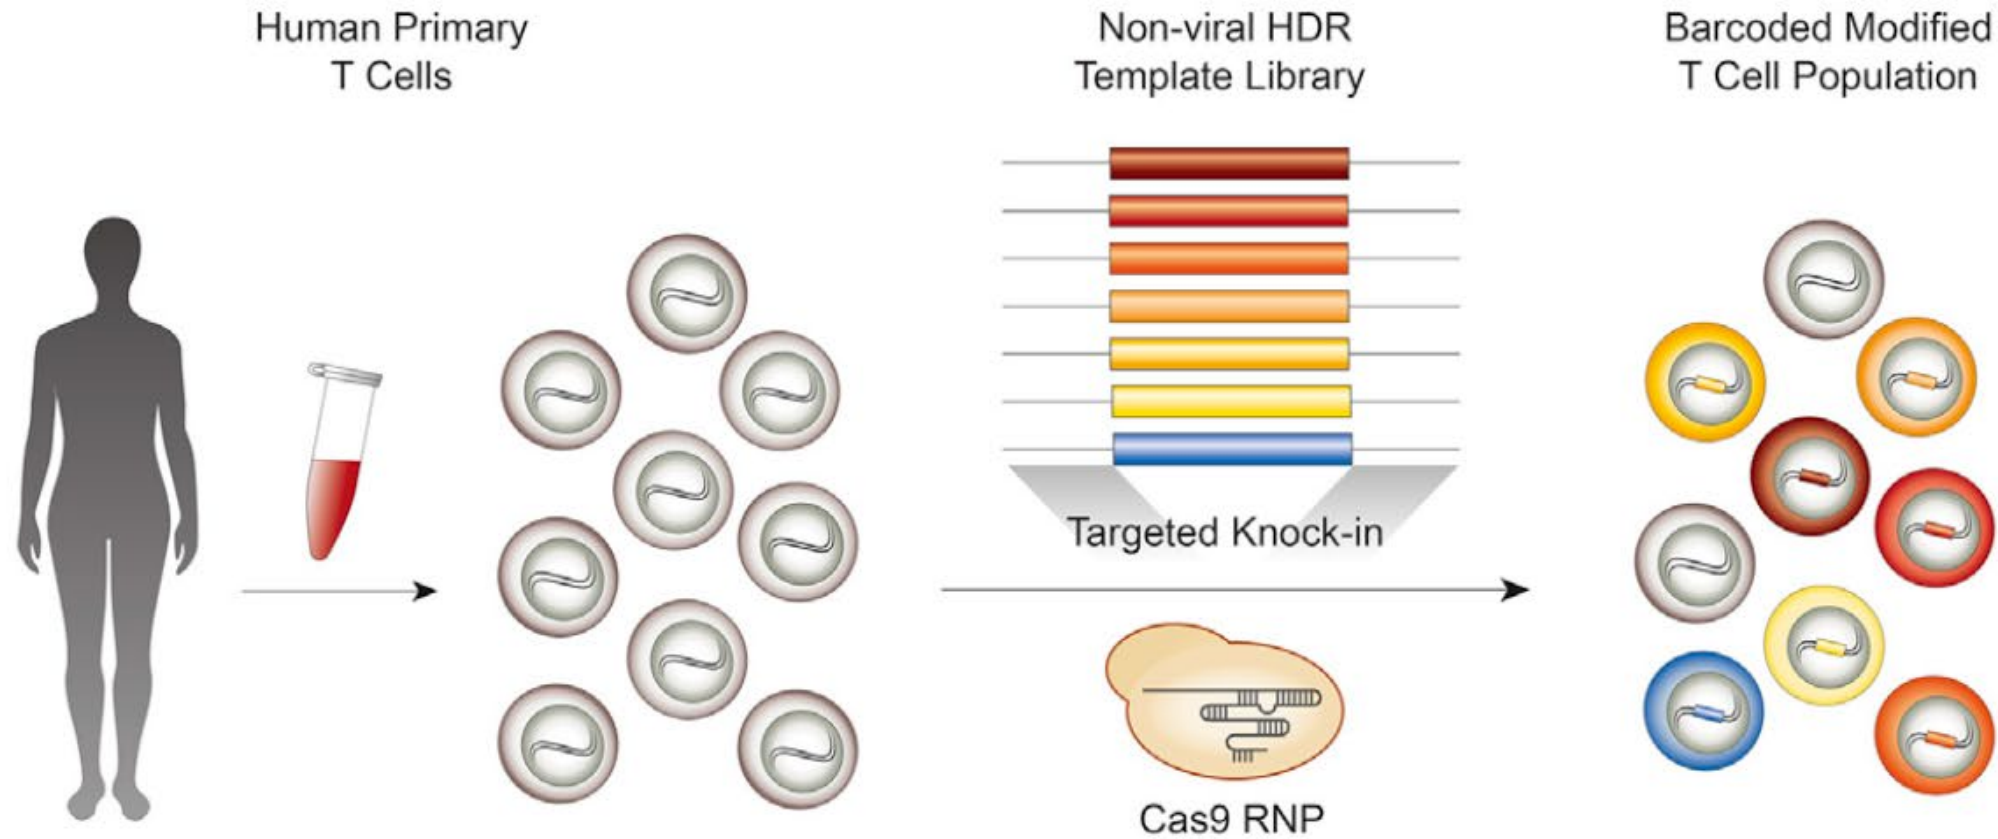 Human Primary
T Cells
Non-viral HDR
Template Library
Barcoded Modified
T Cell Population
Targeted Knock-in
Cas9 RNP